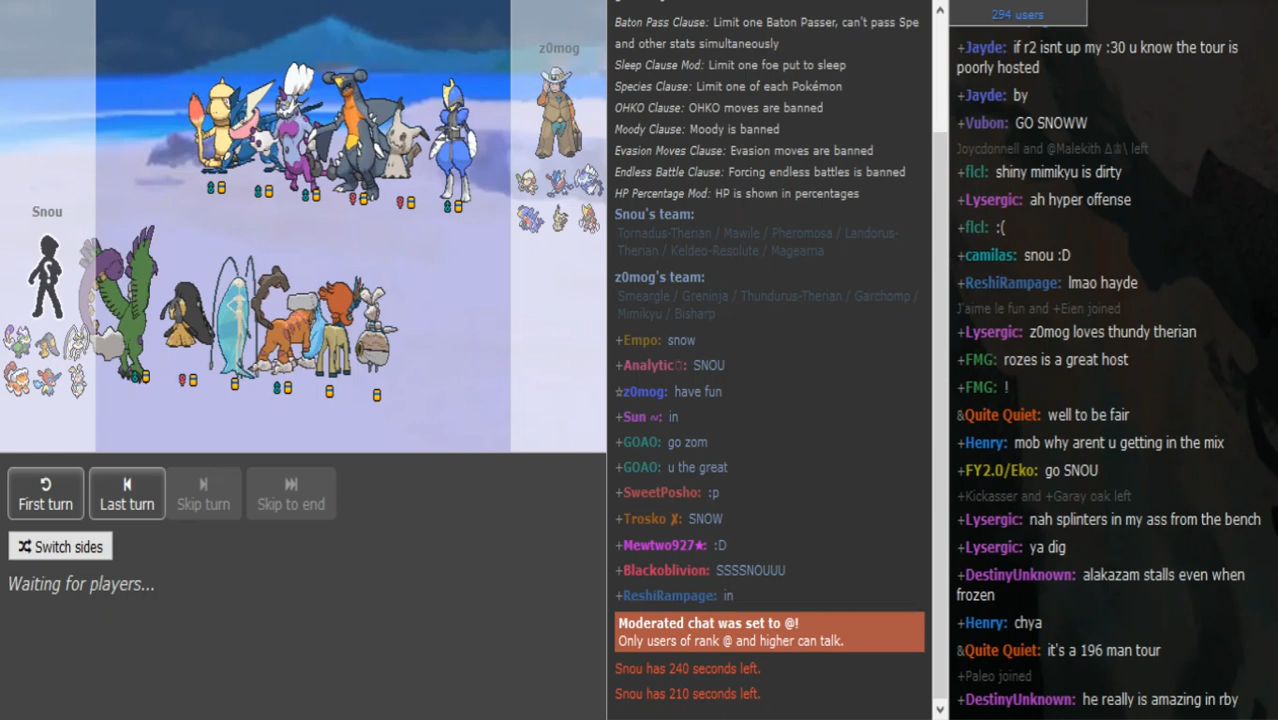 z0mog
Snou
First turn
Last turn
Skip turn
Skip to end
Switch sides
Waiting for players...
Baton Pass Clause: Limit one Baton Passer, can't pass Spe
and other stats simultaneously
Sleep Clause Mod: Limit one foe put to sleep
Species Clause: Limit one of each Pokémon
OHKO Clause: OHKO moves are banned
Moody Clause: Moody is banned
Evasion Moves Clause: Evasion moves are banned
Endless Battle Clause: Forcing endless battles is banned
HP Percentage Mod: HP is shown in percentages
Snou's team:
Tornadus-Therian / Mawile / Pheromosa / Landorus-
Therian / Keldeo-Resolute / Magearna
z0mog's team:
Smeargle / Greninja / Thundurus-Therian / Garchomp /
Mimikyu / Bisharp
+Empo: snow
+Analytic: SNOU
☆z0mog: have fun
+Sun ~: in
+GOAO: go zom
+GOAO: u the great
+SweetPosho: :p
+Trosko ✘: SNOW
+Mewtwo927★: :D
+Blackoblivion: SSSSNOUUU
+ReshiRampage: in
Moderated chat was set to @!
Only users of rank @ and higher can talk.
Snou has 240 seconds left.
Snou has 210 seconds left.
294 users
+Jayde: if r2 isnt up my :30 u know the tour is
poorly hosted
+Jayde: by
+Vubon: GO SNOWW
Joycdonnell and @Malekith left
+flcl: shiny mimikyu is dirty
+Lysergic: ah hyper offense
+flcl: :(
+camilas: snou :D
+ReshiRampage: lmao hayde
J'aime le fun and +Eien joined
+Lysergic: z0mog loves thundy therian
+FMG: rozes is a great host
+FMG: !
&Quite Quiet: well to be fair
+Henry: mob why arent u getting in the mix
+FY2.0/Eko: go SNOU
+Kickasser and +Garay oak left
+Lysergic: nah splinters in my ass from the bench
+Lysergic: ya dig
+DestinyUnknown: alakazam stalls even when
frozen
+Henry: chya
&Quite Quiet: it's a 196 man tour
+Paleo joined
+DestinyUnknown: he really is amazing in rby